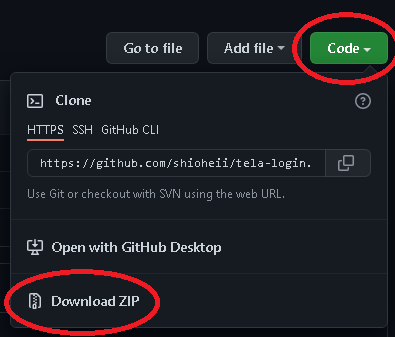 Go to file Add file Code
Clone
HTTPS SSH GitHub CLI
https://github.com/shioheii/tela-login.
Use Git or checkout with SVN using the web URL.
Open with GitHub Desktop
Download ZIP